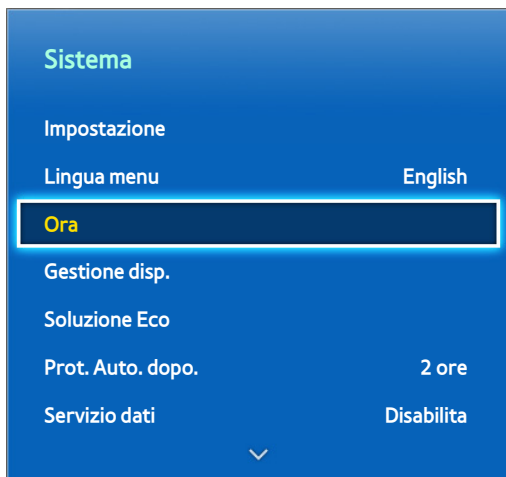 Sistema
Impostazione
Lingua menu English
Ora
Gestione disp.
Soluzione Eco
Prot. Auto. dopo. 2 ore
Servizio dati Disabilita